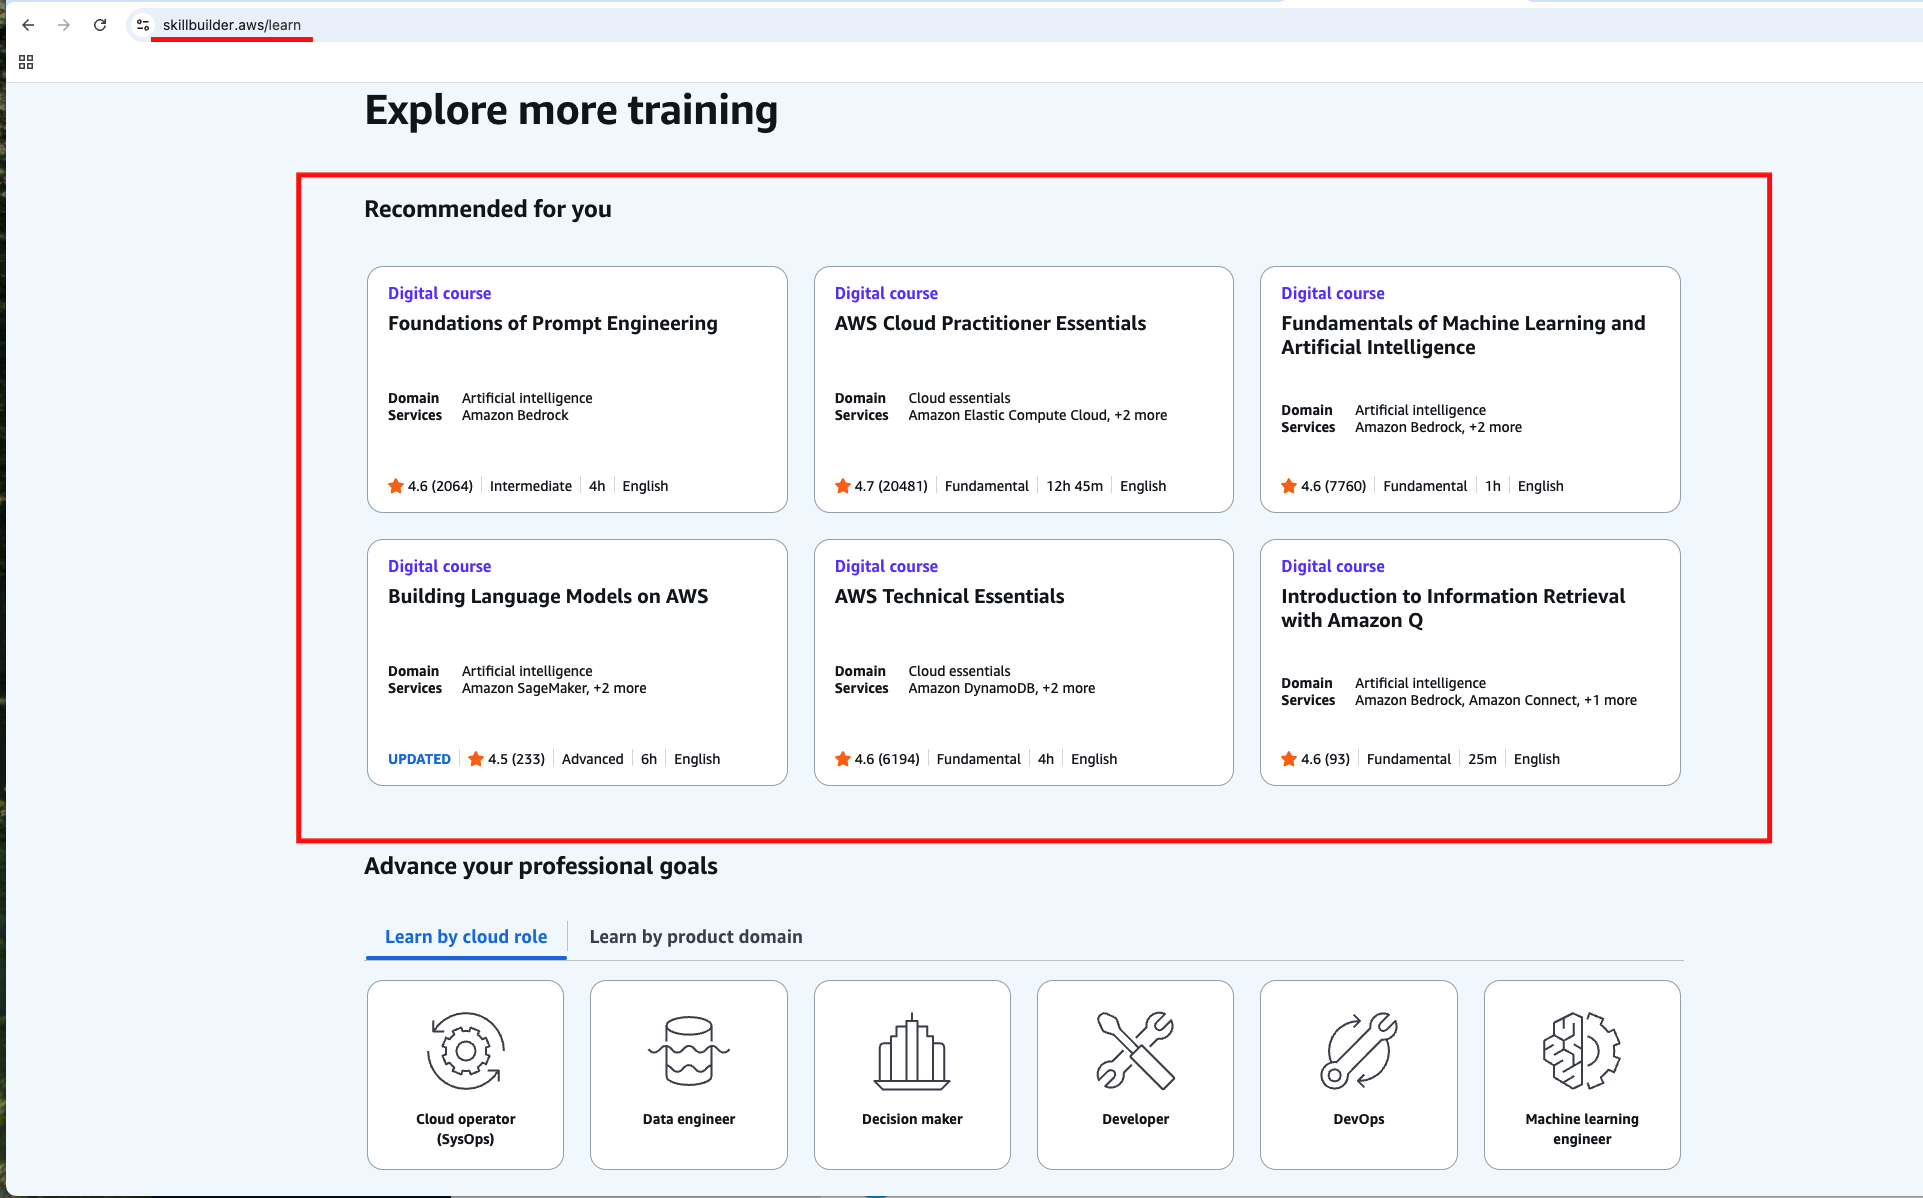 skillbuilder.aws/learn
Explore more training
Recommended for you
Digital course
Foundations of Prompt Engineering
Domain Artificial intelligence
Services Amazon Bedrock
4.6 (2064) Intermediate 4h English
Digital course
AWS Cloud Practitioner Essentials
Domain Cloud essentials
Services Amazon Elastic Compute Cloud, +2 more
4.7 (20481) Fundamental 12h 45m English
Digital course
Fundamentals of Machine Learning and
Artificial Intelligence
Domain Artificial intelligence
Services Amazon Bedrock, +2 more
4.6 (7760) Fundamental 1h English
Digital course
Building Language Models on AWS
Domain Artificial intelligence
Services Amazon SageMaker, +2 more
UPDATED 4.5 (233) Advanced 6h English
Digital course
AWS Technical Essentials
Domain Cloud essentials
Services Amazon DynamoDB, +2 more
4.6 (6194) Fundamental 4h English
Digital course
Introduction to Information Retrieval
with Amazon Q
Domain Artificial intelligence
Services Amazon Bedrock, Amazon Connect, +1 more
4.6 (93) Fundamental 25m English
Advance your professional goals
Learn by cloud role
Learn by product domain
Cloud operator
(SysOps)
Data engineer
Decision maker
Developer
DevOps
Machine learning
engineer